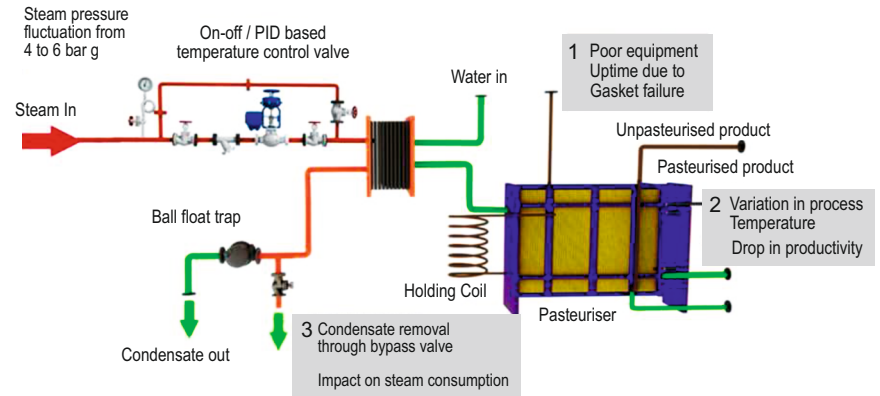 Steam pressure
fluctuation from
4 to 6 bar g
On-off / PID based
temperature control valve
Steam In
Water in
1 Poor equipment
Uptime due to
Gasket failure
Unpasteurised product
Pasteurised product
2 Variation in process
Temperature
Drop in productivity
Ball float trap
Holding Coil
Pasteuriser
Condensate out
3 Condensate removal
through bypass valve
Impact on steam consumption